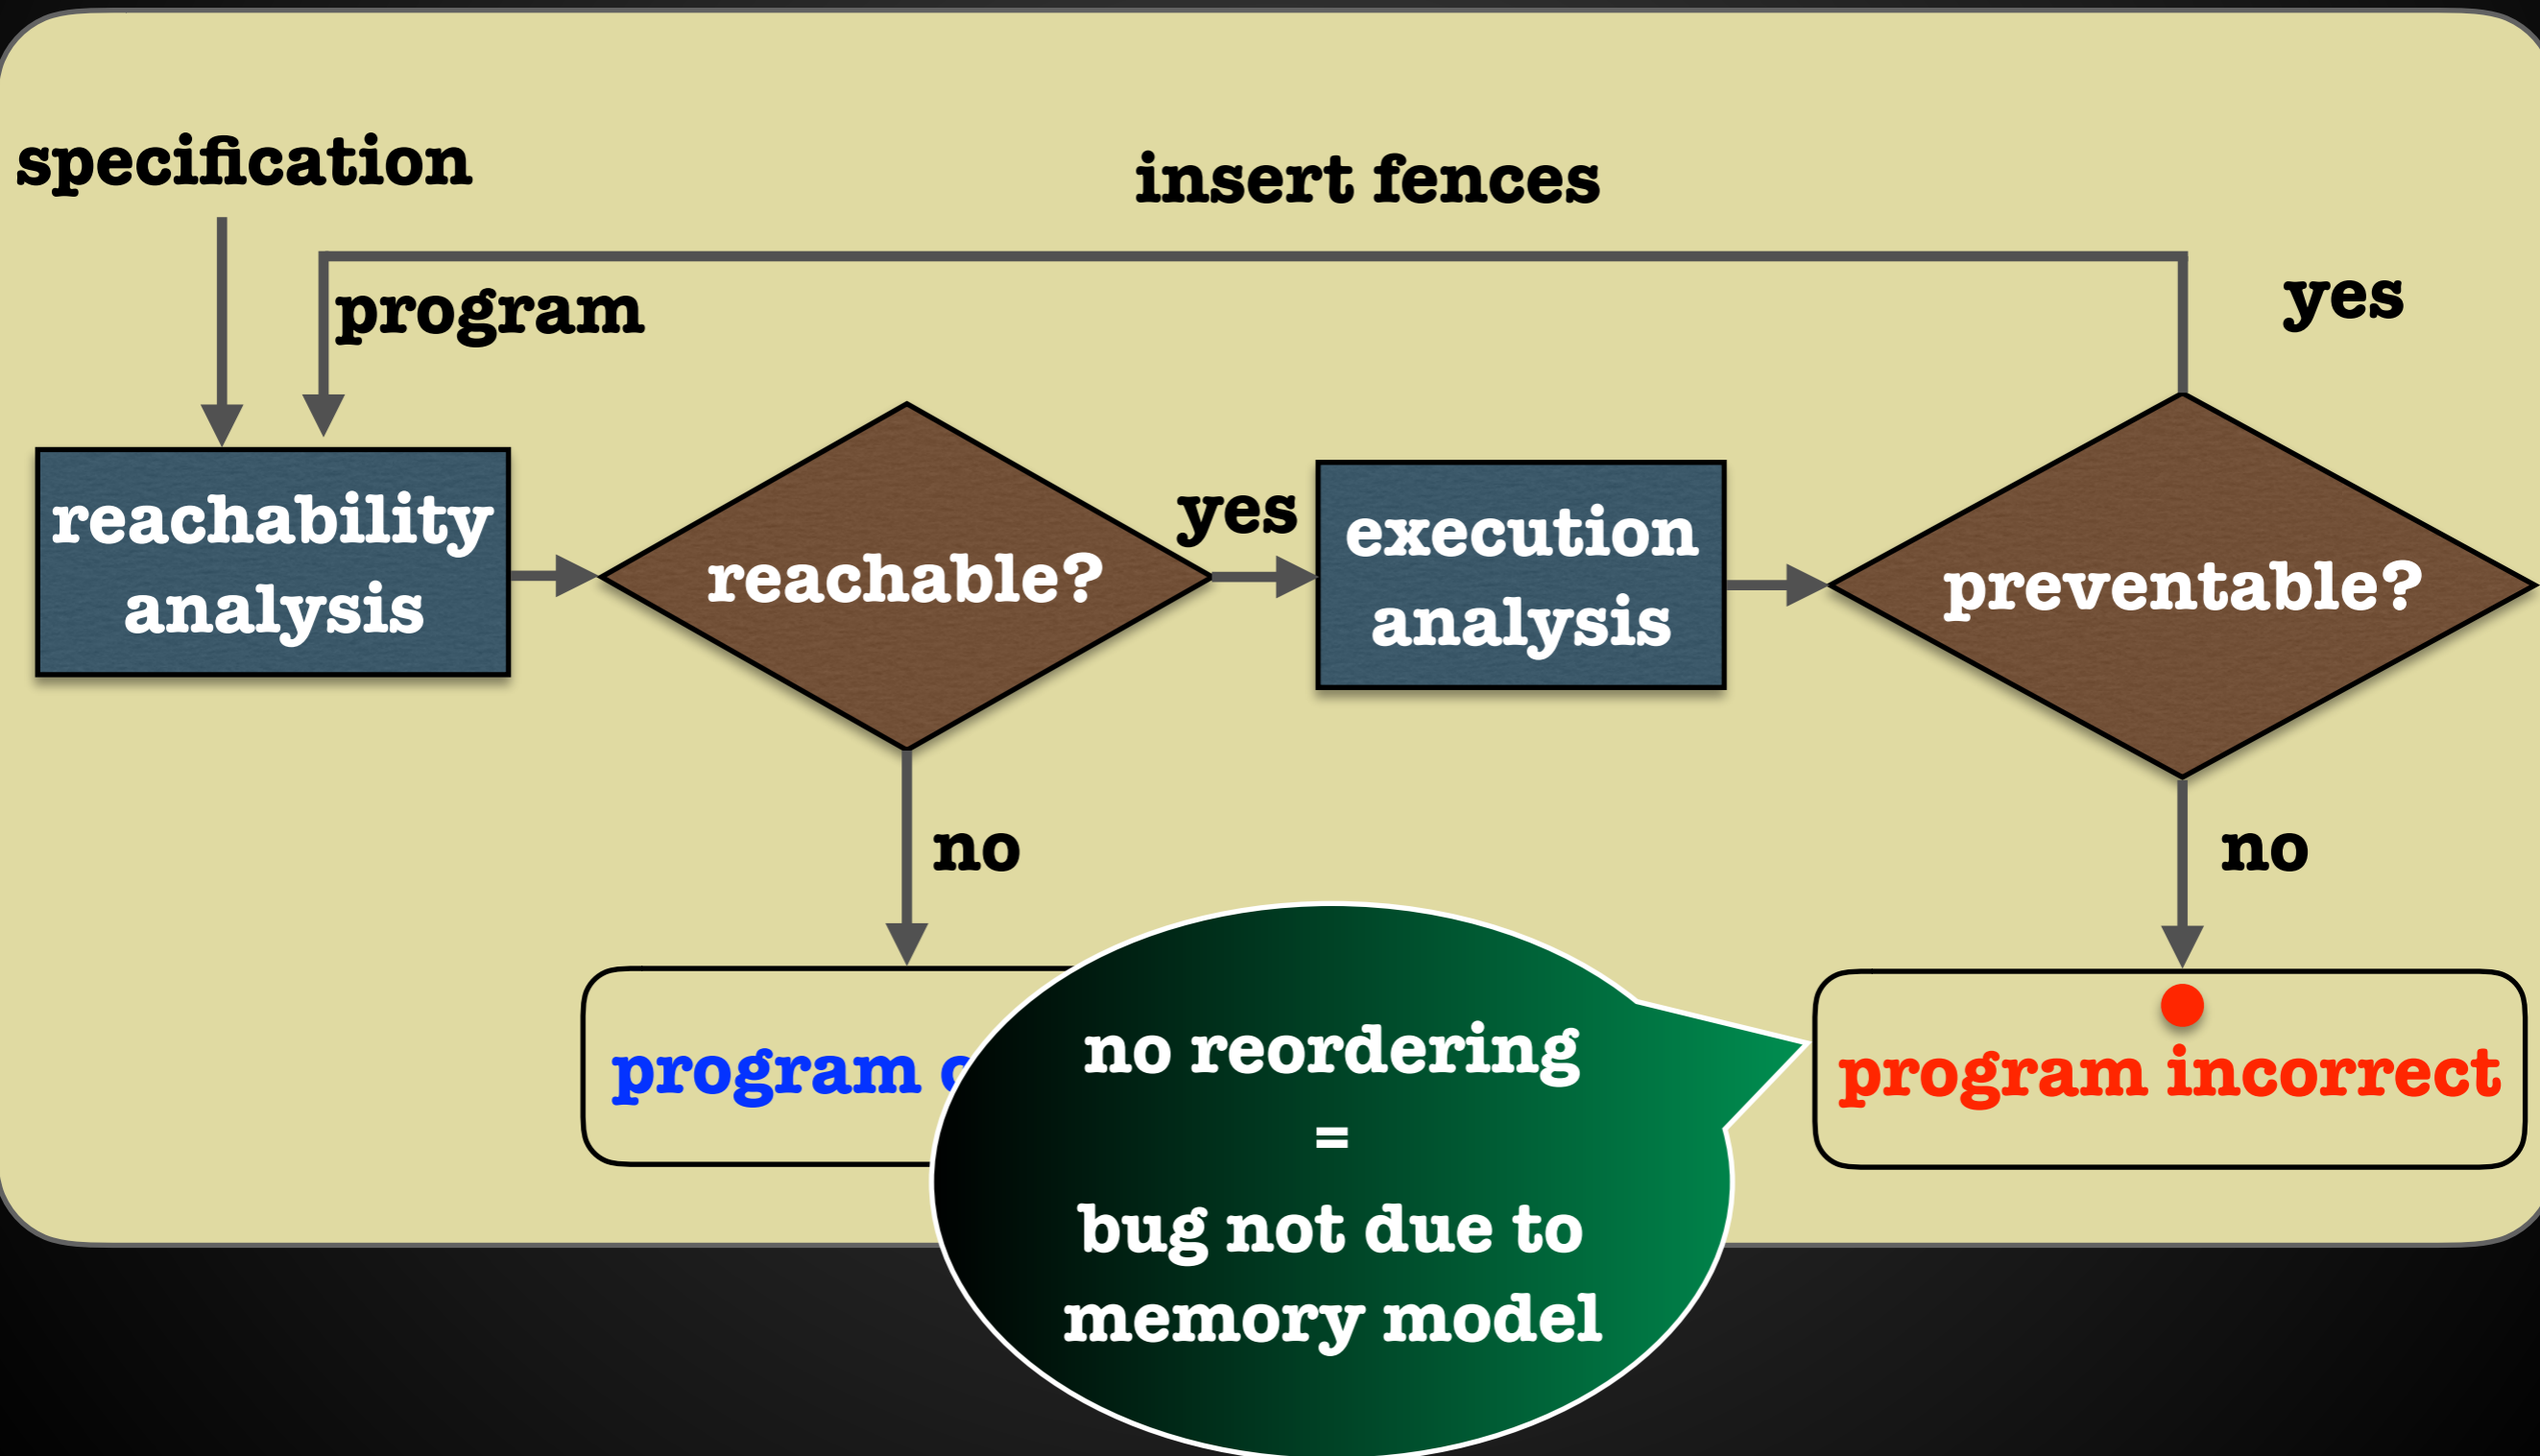 specification
insert fences
program
yes
reachability
analysis
reachable?
yes
execution
analysis
preventable?
no
no
program
no reordering
=
bug not due to
memory model
program incorrect